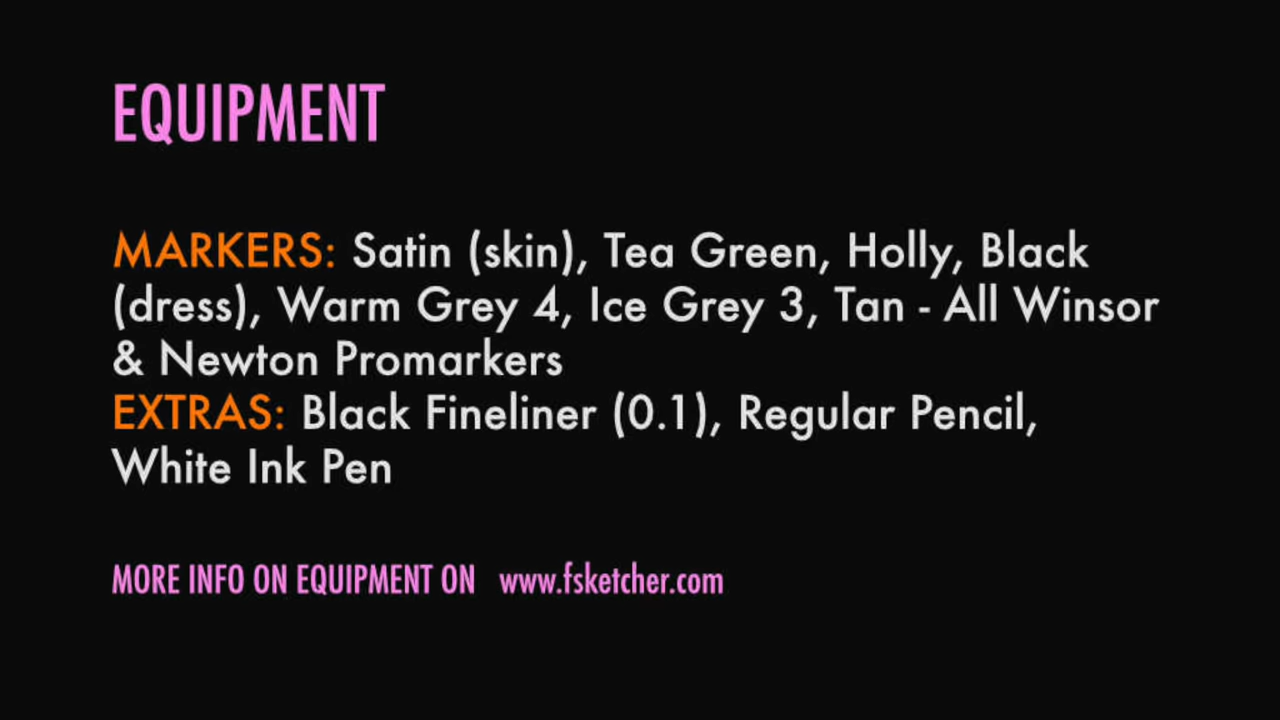 EQUIPMENT
MARKERS: Satin (skin), Tea Green, Holly, Black
(dress), Warm Grey 4, Ice Grey 3, Tan - All Winsor
& Newton Promarkers
EXTRAS: Black Fineliner (0.1), Regular Pencil,
White Ink Pen
MORE INFO ON EQUIPMENT ON www.fsketcher.com